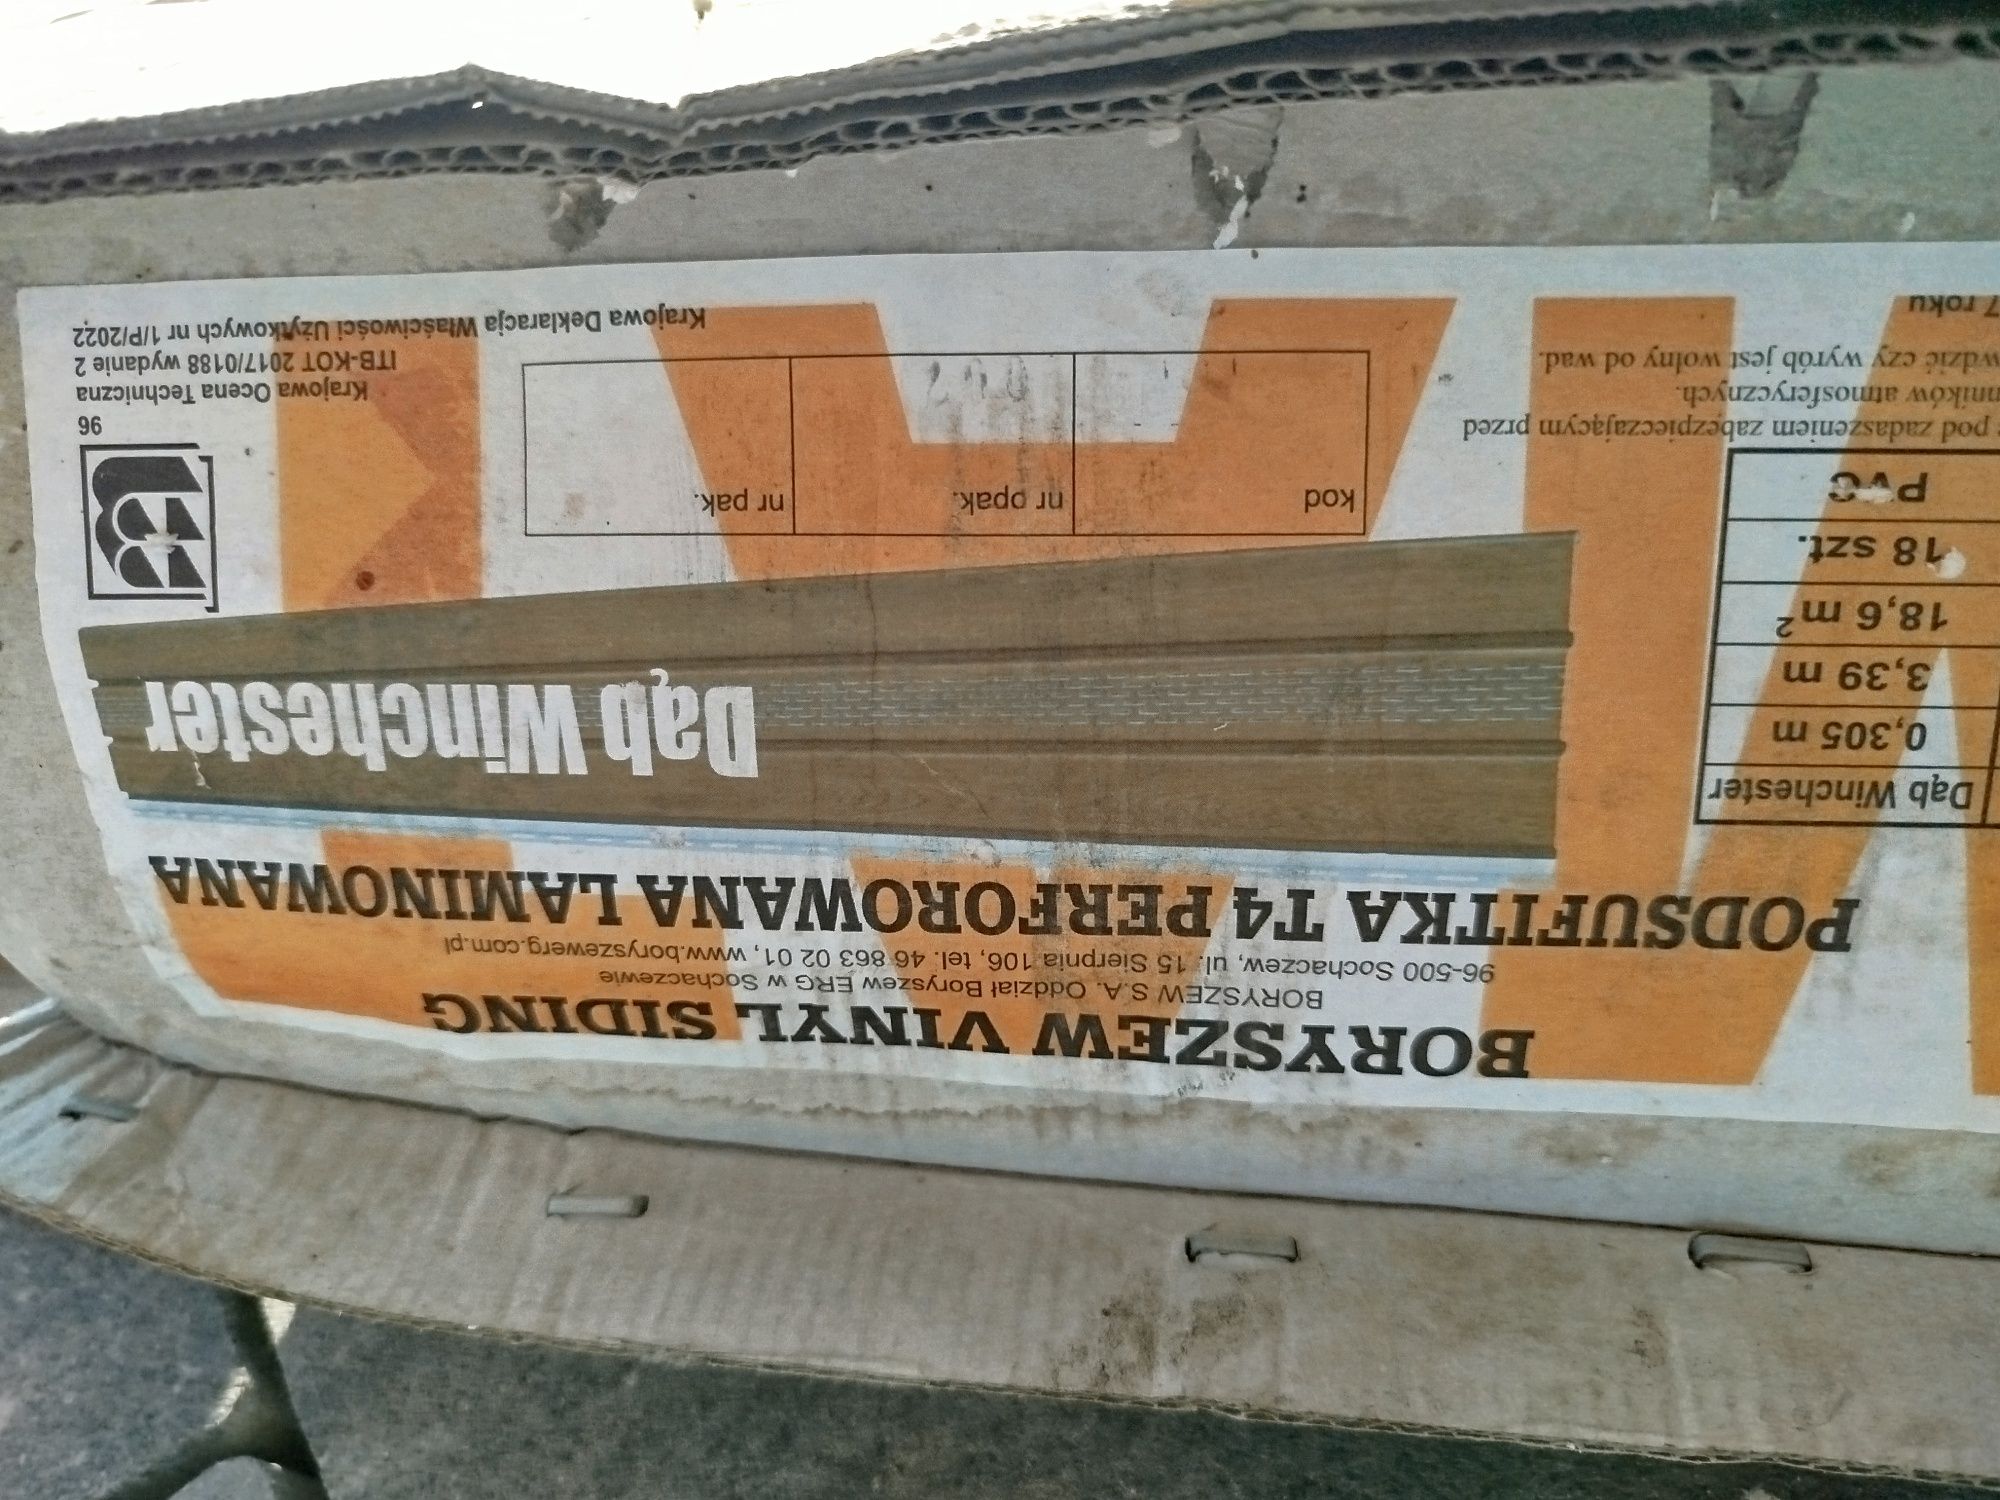 BORYSZEW VINYL SIDING
BORYSZEW S.A. Oddział Boryszew ERG w Sochaczewie
96-500 Sochaczew, ul. 15 Sierpnia 106, tel. 46 863 02 01, www.boryszewerg.com.pl
PODSUFITKA T4 PERFOROWANA LAMINOWANA
Dąb Winchester
0,305 m
3,39 m
18,6 m²
18 szt.
PVC
Dąb Winchester
pod zadaszeniem zabezpieczającym przed
atmosferycznych.
czy wyrób jest wolny od wad.
7 roku
kod
nr opak.
nr pak.
96
Krajowa Ocena Techniczna
ITB-KOT 2017/0188 wydanie 2
Krajowa Deklaracja Właściwości Użytkowych nr 1/P/2022